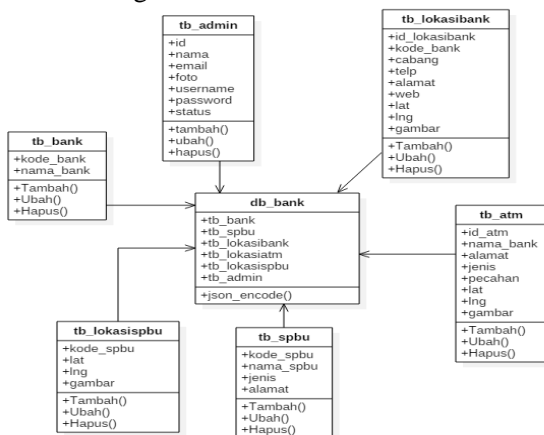 tb_admin
+id
+nama
+email
+foto
+username
+password
+status
+tambah()
+ubah()
+hapus()
tb_lokasibank
+id_lokasibank
+kode_bank
+cabang
+telp
+alamat
+web
+lat
+lng
+gambar
+Tambah()
+Ubah()
+Hapus()
tb_bank
+kode_bank
+nama_bank
+Tambah()
+Ubah()
+Hapus()
db_bank
+tb_bank
+tb_spbu
+tb_lokasibank
+tb_lokasiatm
+tb_lokasispbu
+tb_admin
+json_encode()
tb_atm
+id_atm
+nama_bank
+alamat
+jenis
+pecahan
+lat
+lng
+gambar
+Tambah()
+Ubah()
+Hapus()
tb_lokasispbu
+kode_spbu
+lat
+lng
+gambar
+Tambah()
+Ubah()
+Hapus()
tb_spbu
+kode_spbu
+nama_spbu
+jenis
+alamat
+Tambah()
+Ubah()
+Hapus()